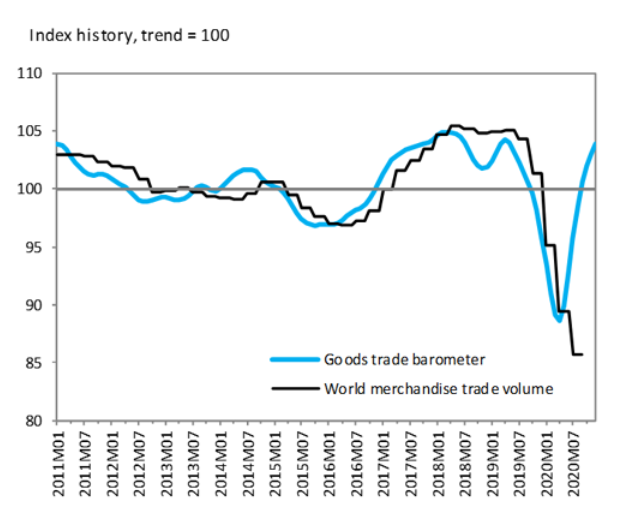 Index history, trend = 100
110
105
100
95
90
85
80
Goods trade barometer
World merchandise trade volume
2011M01
2011M07
2012M01
2012M07
2013M01
2013M07
2014M01
2014M07
2015M01
2015M07
2016M01
2016M07
2017M01
2017M07
2018M01
2018M07
2019M01
2019M07
2020M01
2020M07